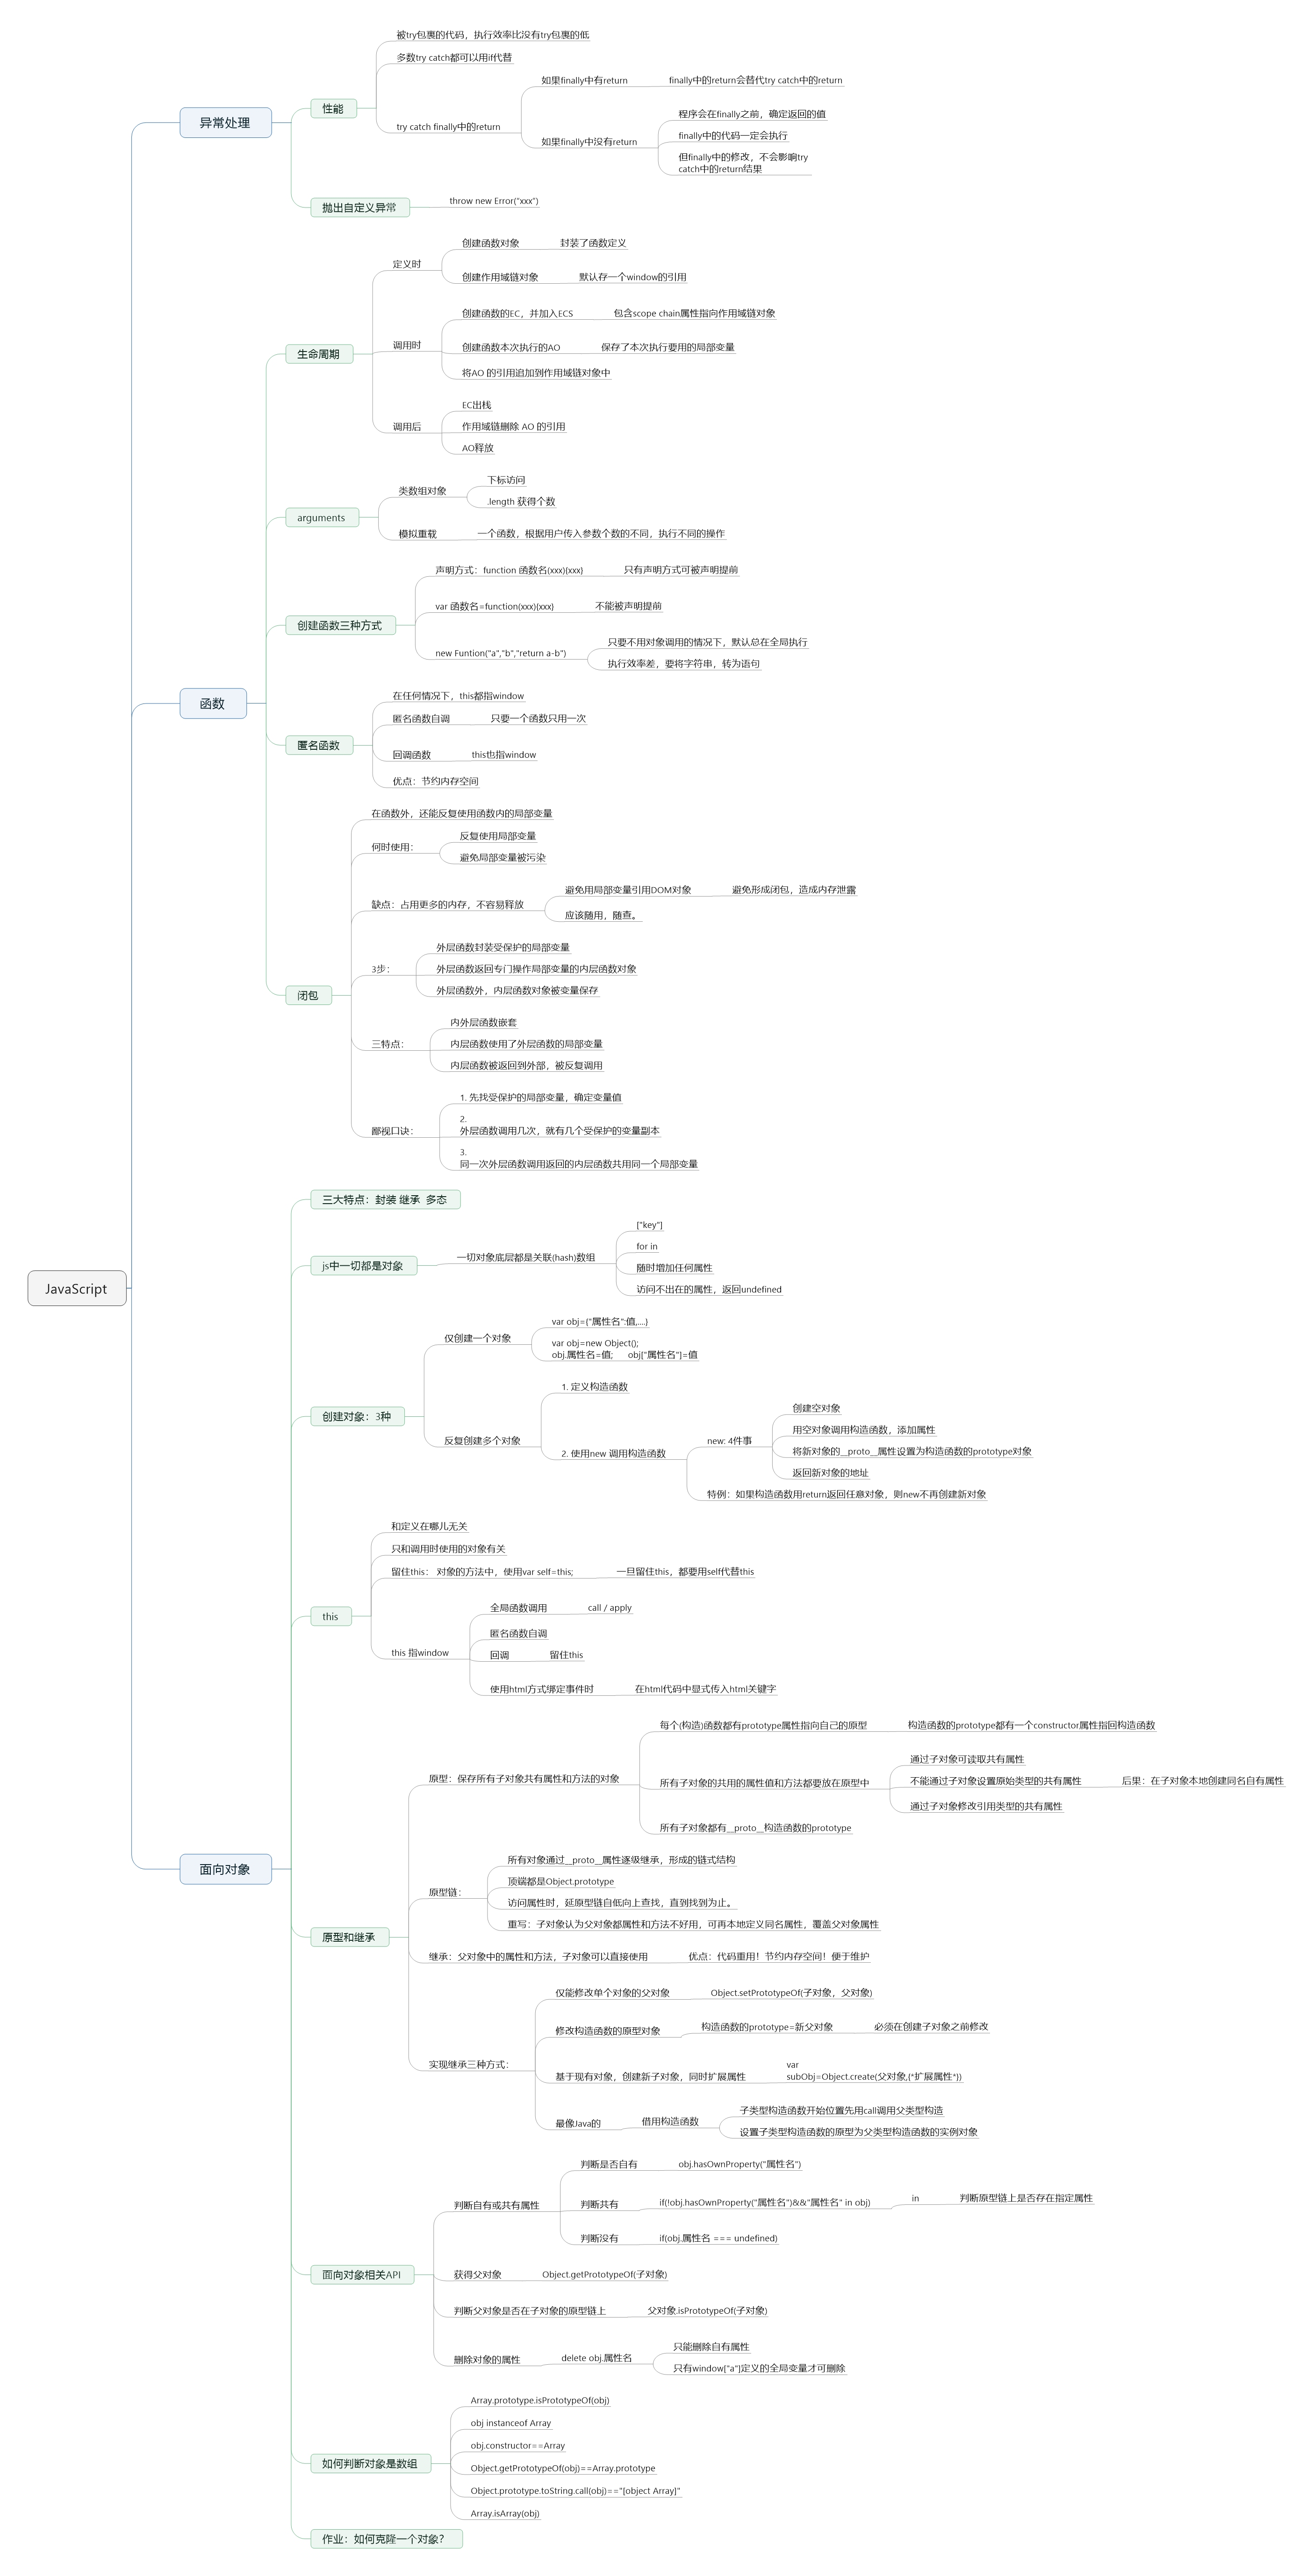 JavaScript
异常处理
性能
被try包裹的代码，执行效率比没有try包裹的低
多数try catch都可以用if代替
try catch finally中的return
如果finally中有return
finally中的return会替代try catch中的return
如果finally中没有return
程序会在finally之前，确定返回的值
finally中的代码一定会执行
但finally中的修改，不会影响try
catch中的return结果
抛出自定义异常
throw new Error("xxx")
函数
生命周期
定义时
创建函数对象
封装了函数定义
创建作用域链对象
默认存一个window的引用
调用时
创建函数的EC，并加入ECS
包含scope chain属性指向作用域链对象
创建函数本次执行的AO
保存了本次执行要用的局部变量
将AO 的引用追加到作用域链对象中
调用后
EC出栈
作用域链删除 AO 的引用
AO释放
arguments
类数组对象
下标访问
.length 获得个数
模拟重载
一个函数，根据用户传入参数个数的不同，执行不同的操作
创建函数三种方式
声明方式：function 函数名(xxx){xxx}
只有声明方式可被声明提前
var 函数名=function(xxx){xxx}
不能被声明提前
new Funtion("a","b","return a-b")
只要不用对象调用的情况下，默认总在全局执行
执行效率差，要将字符串，转为语句
匿名函数
在任何情况下，this都指window
匿名函数自调
只要一个函数只用一次
回调函数
this也指window
优点：节约内存空间
闭包
在函数外，还能反复使用函数内的局部变量
何时使用：
反复使用局部变量
避免局部变量被污染
缺点：占用更多的内存，不容易释放
避免用局部变量引用DOM对象
避免形成闭包，造成内存泄露
应该随用，随查。
3步：
外层函数封装受保护的局部变量
外层函数返回专门操作局部变量的内层函数对象
外层函数外，内层函数对象被变量保存
三特点：
内外层函数嵌套
内层函数使用了外层函数的局部变量
内层函数被返回到外部，被反复调用
鄙视口诀：
1. 先找受保护的局部变量，确定变量值
2.
外层函数调用几次，就有几个受保护的变量副本
3.
同一次外层函数调用返回的内层函数共用同一个局部变量
面向对象
三大特点：封装 继承 多态
js中一切都是对象
一切对象底层都是关联(hash)数组
["key"]
for in
随时增加任何属性
访问不出在的属性，返回undefined
创建对象：3种
仅创建一个对象
var obj={"属性名":值,....}
var obj=new Object();
obj.属性名=值; obj["属性名"]=值
反复创建多个对象
1. 定义构造函数
2. 使用new 调用构造函数
new: 4件事
创建空对象
用空对象调用构造函数，添加属性
将新对象的__proto__属性设置为构造函数的prototype对象
返回新对象的地址
特例：如果构造函数用return返回任意对象，则new不再创建新对象
this
和定义在哪儿无关
只和调用时使用的对象有关
留住this： 对象的方法中，使用var self=this;
一旦留住this，都要用self代替this
this 指window
全局函数调用
call / apply
匿名函数自调
回调
留住this
使用html方式绑定事件时
在html代码中显式传入html关键字
原型和继承
原型：保存所有子对象共有属性和方法的对象
每个(构造)函数都有prototype属性指向自己的原型
构造函数的prototype都有一个constructor属性指回构造函数
所有子对象的共用的属性值和方法都要放在原型中
通过子对象可读取共有属性
不能通过子对象设置原始类型的共有属性
后果：在子对象本地创建同名自有属性
通过子对象修改引用类型的共有属性
所有子对象都有__proto__构造函数的prototype
原型链：
所有对象通过__proto__属性逐级继承，形成的链式结构
顶端都是Object.prototype
访问属性时，延原型链自低向上查找，直到找到为止。
重写：子对象认为父对象都属性和方法不好用，可再本地定义同名属性，覆盖父对象属性
继承：父对象中的属性和方法，子对象可以直接使用
优点：代码重用！节约内存空间！便于维护
实现继承三种方式：
仅能修改单个对象的父对象
Object.setPrototypeOf(子对象，父对象)
修改构造函数的原型对象
构造函数的prototype=新父对象
必须在创建子对象之前修改
基于现有对象，创建新子对象，同时扩展属性
var
subObj=Object.create(父对象,{*扩展属性*})
最像Java的
借用构造函数
子类型构造函数开始位置先用call调用父类型构造
设置子类型构造函数的原型为父类型构造函数的实例对象
面向对象相关API
判断自有或共有属性
判断是否自有
obj.hasOwnProperty("属性名")
判断共有
if(!obj.hasOwnProperty("属性名")&&"属性名" in obj)
in
判断原型链上是否存在指定属性
判断没有
if(obj.属性名 === undefined)
获得父对象
Object.getPrototypeOf(子对象)
判断父对象是否在子对象的原型链上
父对象.isPrototypeOf(子对象)
删除对象的属性
delete obj.属性名
只能删除自有属性
只有window["a"]定义的全局变量才可删除
如何判断对象是数组
Array.prototype.isPrototypeOf(obj)
obj instanceof Array
obj.constructor==Array
Object.getPrototypeOf(obj)==Array.prototype
Object.prototype.toString.call(obj)=="[object Array]"
Array.isArray(obj)
作业：如何克隆一个对象？